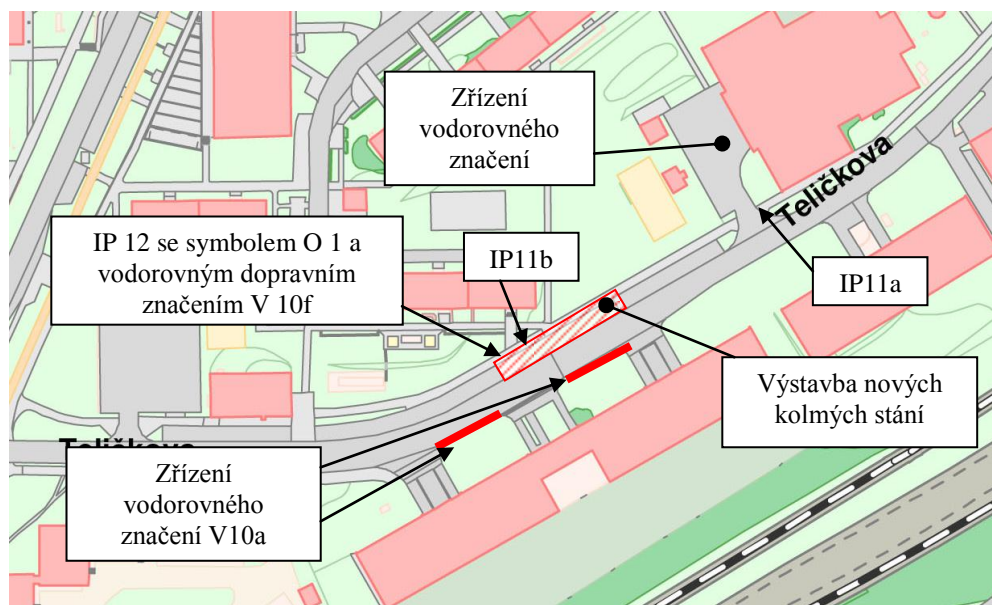 Zřízení
vodorovného
značení
Teličkova
IP 12 se symbolem O 1 a
vodorovným dopravním
značením V 10f
IP11b
IP11a
Výstavba nových
kolmých stání
Teličkova
Zřízení
vodorovného
značení V10a